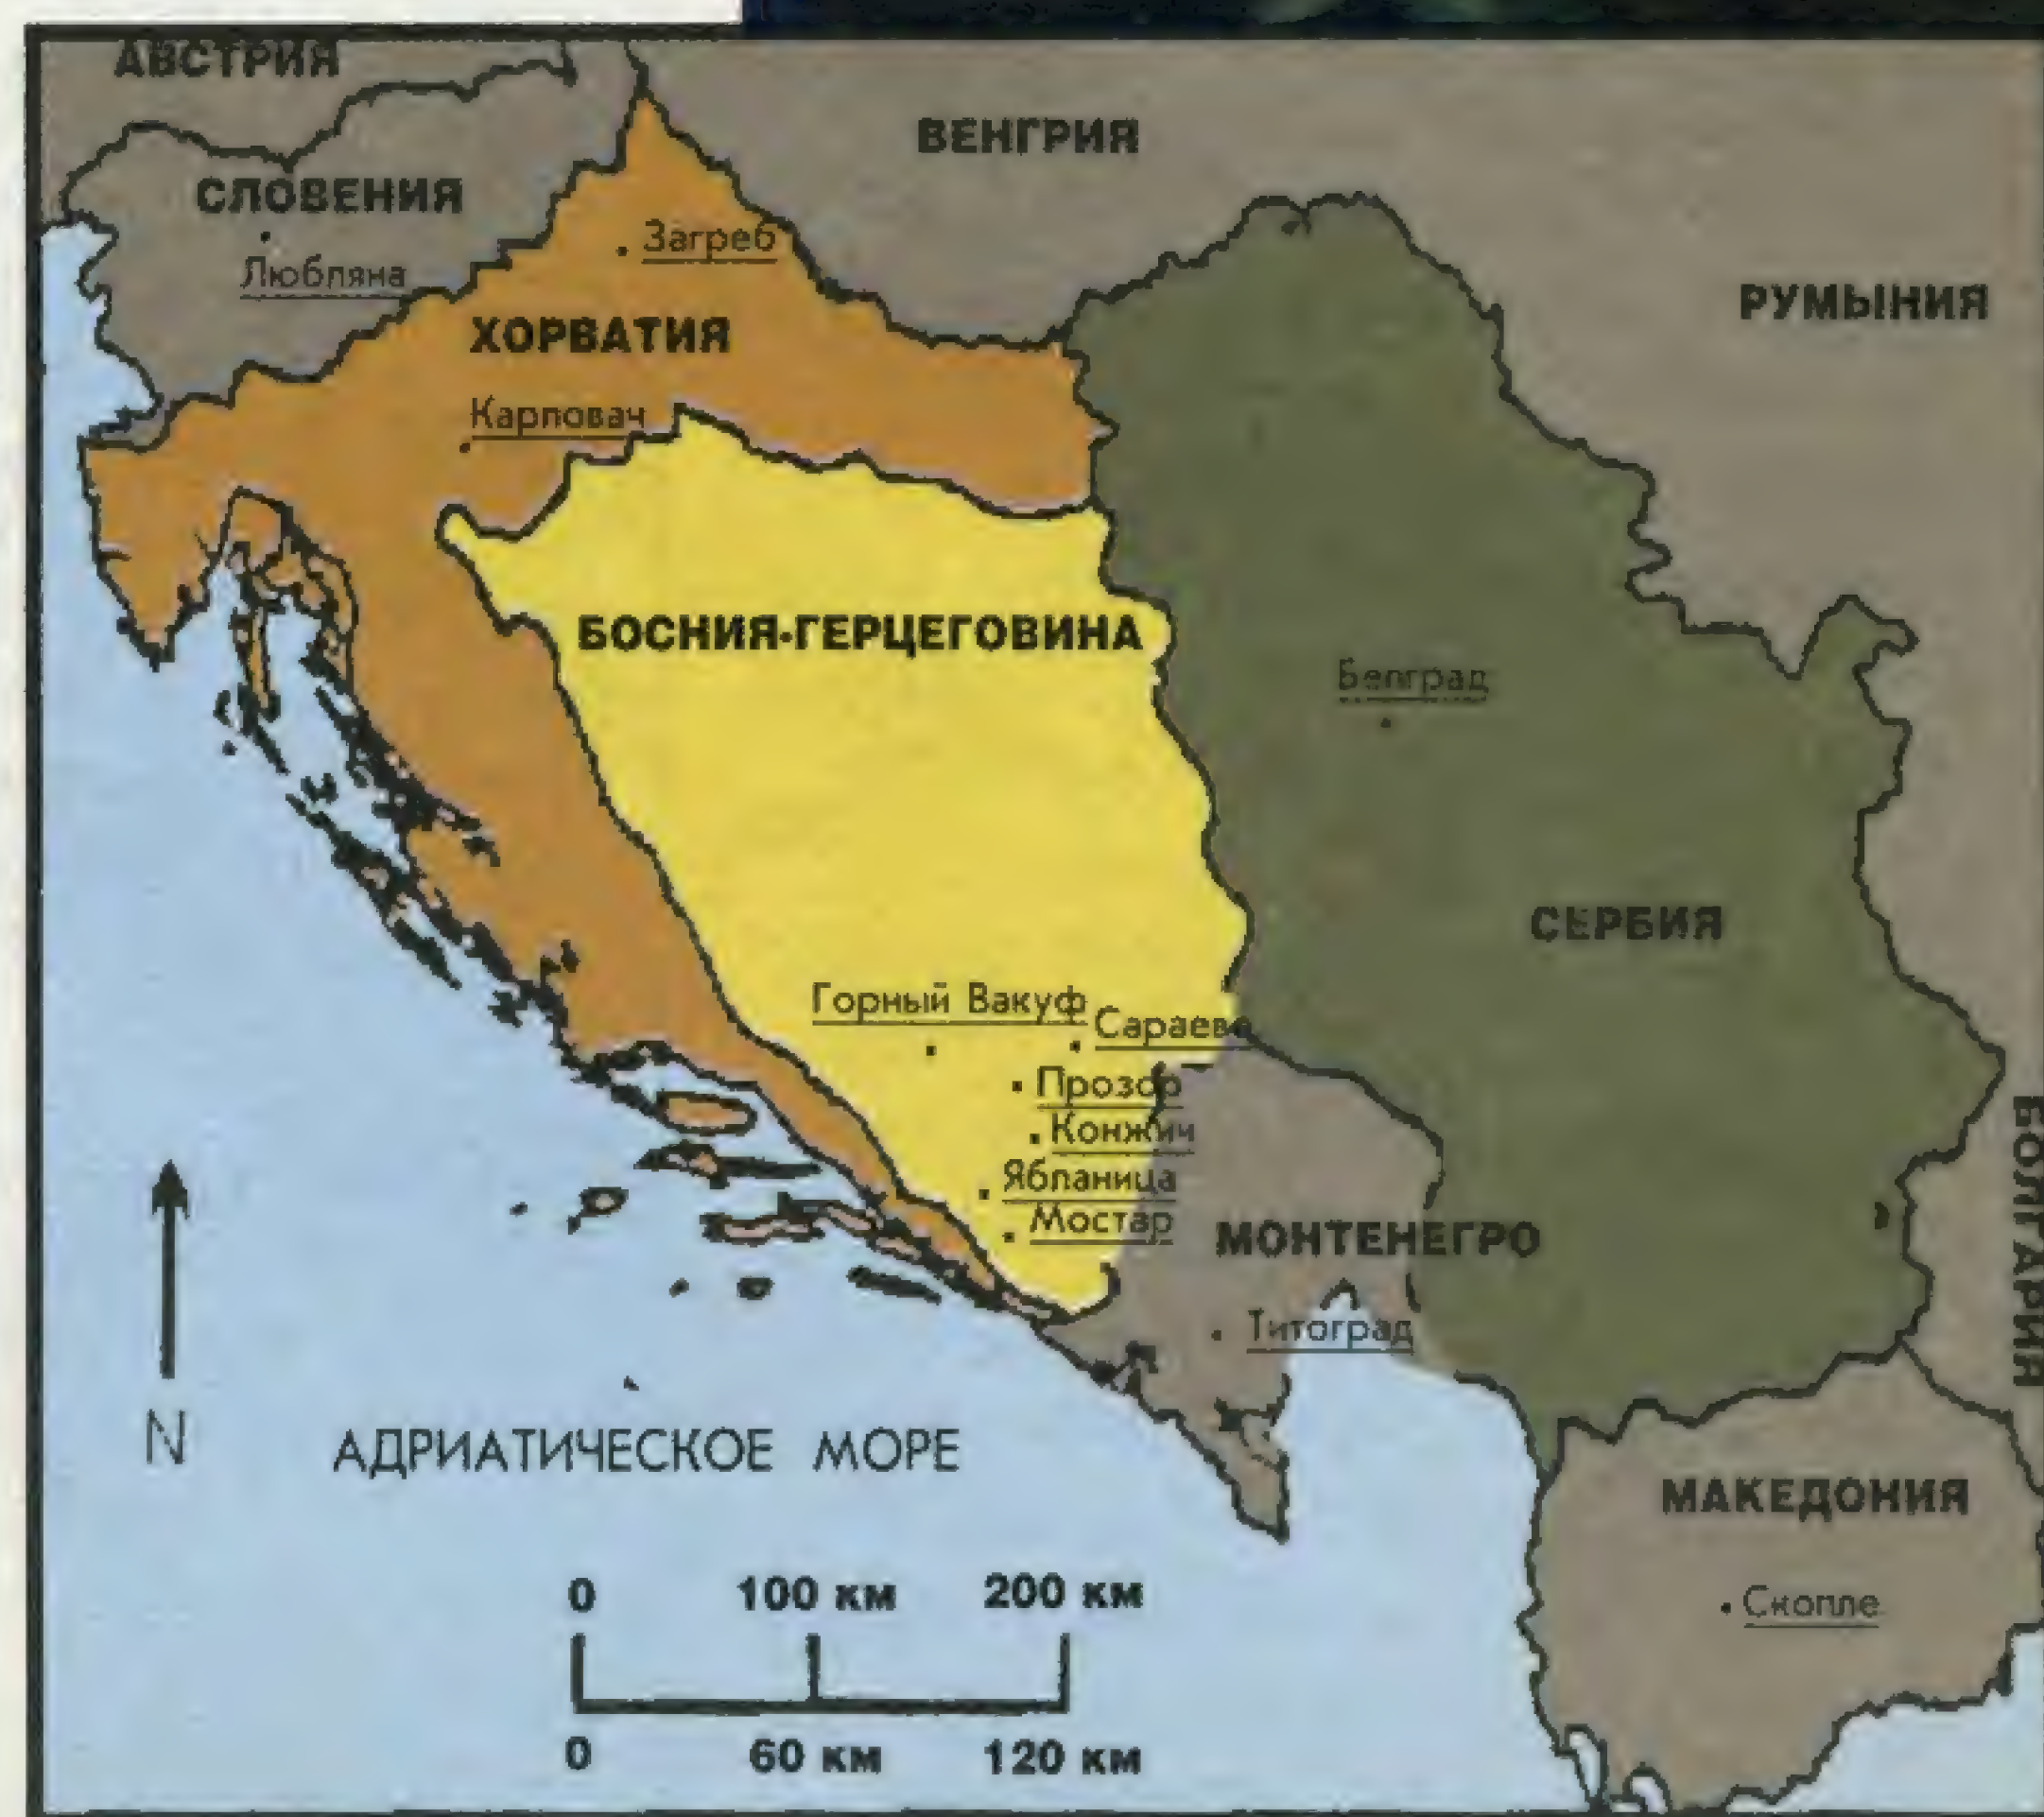 АВСТРИЯ
ВЕНГРИЯ
СЛОВЕНИЯ
Любляна
Загреб
РУМЫНИЯ
ХОРВАТИЯ
Карловач
БОСНИЯ-ГЕРЦЕГОВИНА
Белград
СЕРБИЯ
Горный Вакуф
Сараево
Прозор
Конжич
Ябланица
Мостар
МОНТЕНЕГРО
Титоград
БОЛГАРИЯ
N
АДРИАТИЧЕСКОЕ МОРЕ
МАКЕДОНИЯ
Скопле
0 100 км 200 км
0 60 км 120 км